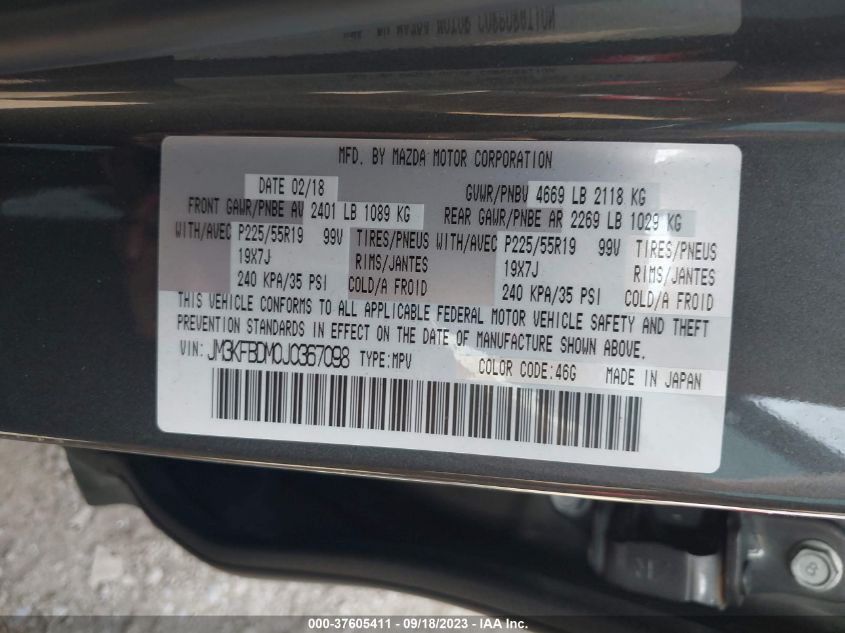 MFD. BY MAZDA MOTOR CORPORATION
DATE 02/18 GVWR/PNBV 4669 LB 2118 KG
FRONT GAWR/PNBE AV 2401 LB 1089 KG REAR GAWR/PNBE AR 2269 LB 1029 KG
WITH/AVEC P225/55R19 99V TIRES/PNEUS WITH/AVEC P225/55R19 99V TIRES/PNEUS
19X7J RIMS/JANTES 19X7J RIMS/JANTES
240 KPA/35 PSI COLD/A FROID 240 KPA/35 PSI COLD/A FROID
THIS VEHICLE CONFORMS TO ALL APPLICABLE FEDERAL MOTOR VEHICLE SAFETY AND THEFT
PREVENTION STANDARDS IN EFFECT ON THE DATE OF MANUFACTURE SHOWN ABOVE.
VIN: JM3KFBDM0J0367098 TYPE:MPV COLOR CODE:46G MADE IN JAPAN
000-37605411 - 09/18/2023 - IAA Inc.